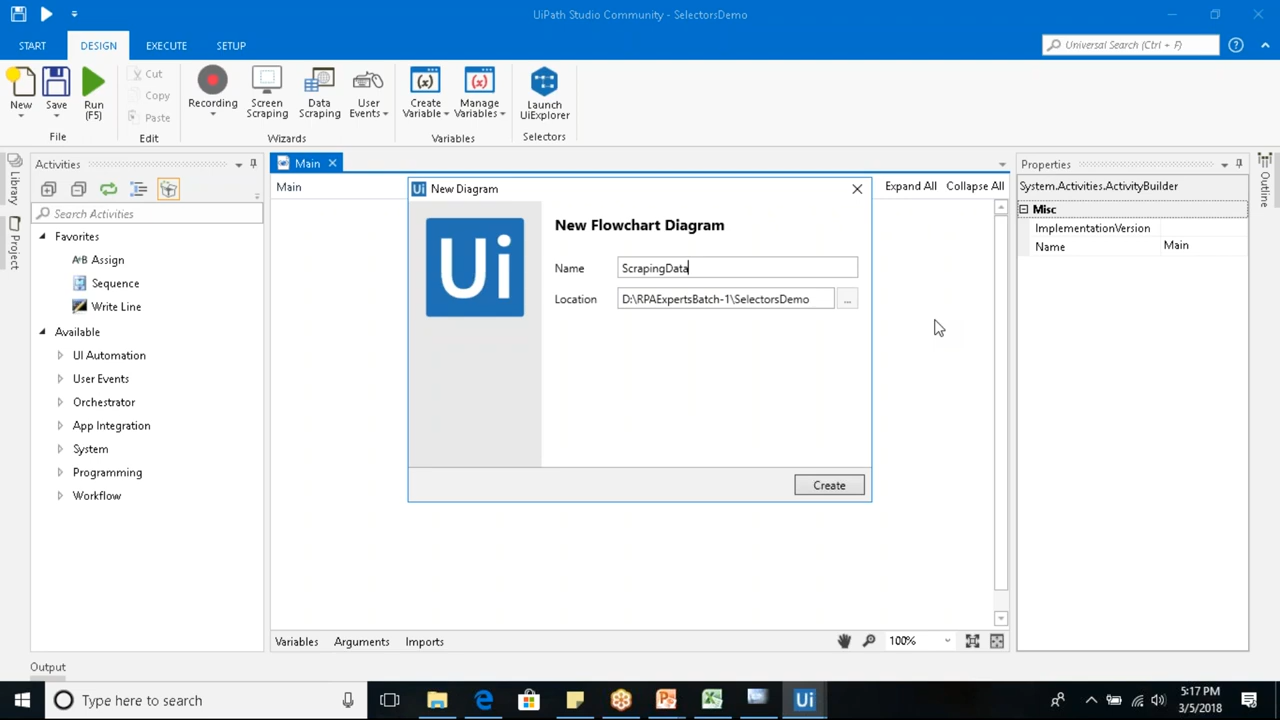 UiPath Studio Community - SelectorsDemo
START
DESIGN
EXECUTE
SETUP
Universal Search (Ctrl + F)
New
Save
Run
(F5)
Cut
Copy
Paste
Recording
Screen
Scraping
Data
Scraping
User
Events
Create
Variable
Manage
Variables
Launch
UiExplorer
File
Edit
Wizards
Variables
Selectors
Library
Project
Activities
Search Activities
Favorites
A+B Assign
Sequence
Write Line
Available
UI Automation
User Events
Orchestrator
App Integration
System
Programming
Workflow
Main
Main
Expand All
Collapse All
Ui New Diagram
Ui
New Flowchart Diagram
Name
ScrapingData
Location
D:\RPAExpertsBatch-1\SelectorsDemo
...
Create
Properties
System.Activities.ActivityBuilder
Misc
ImplementationVersion
Name
Main
Outline
Variables
Arguments
Imports
100%
Output
Type here to search
Ui
5:17 PM
3/5/2018